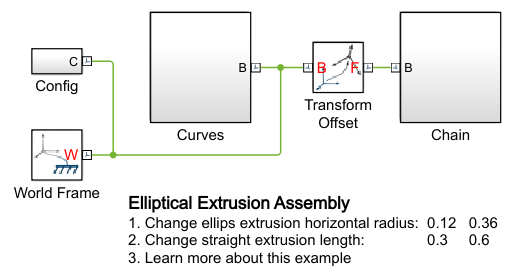 C
Config
W
World Frame
B
Curves
B F
Transform
Offset
B
Chain
Elliptical Extrusion Assembly
1. Change ellips extrusion horizontal radius: 0.12 0.36
2. Change straight extrusion length: 0.3 0.6
3. Learn more about this example